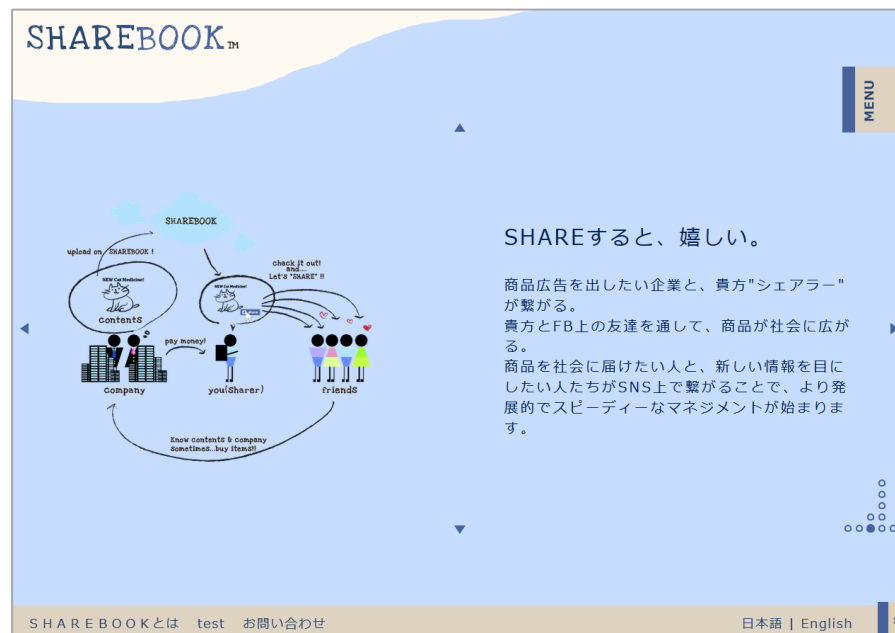 SHAREBOOK™
MENU
SHAREBOOK
upload on SHAREBOOK !
chack it out!
and....
Let's "SHARE" !!
NEW Cat Medicine!
NEW Cat Medicine!
contents
pay money!
company
you(sharer)
friends
Know contents & company
sometimes...buy items!!
SHAREすると、嬉しい。
商品広告を出したい企業と、貴方"シェアラー"
が繋がる。
貴方とFB上の友達を通して、商品が社会に広が
る。
商品を社会に届けたい人と、新しい情報を目に
したい人たちがSNS上で繋がることで、より発
展的でスピーディーなマネジメントが始まりま
す。
ＳＨＡＲＥＢＯＯＫとは test お問い合わせ
日本語 | English